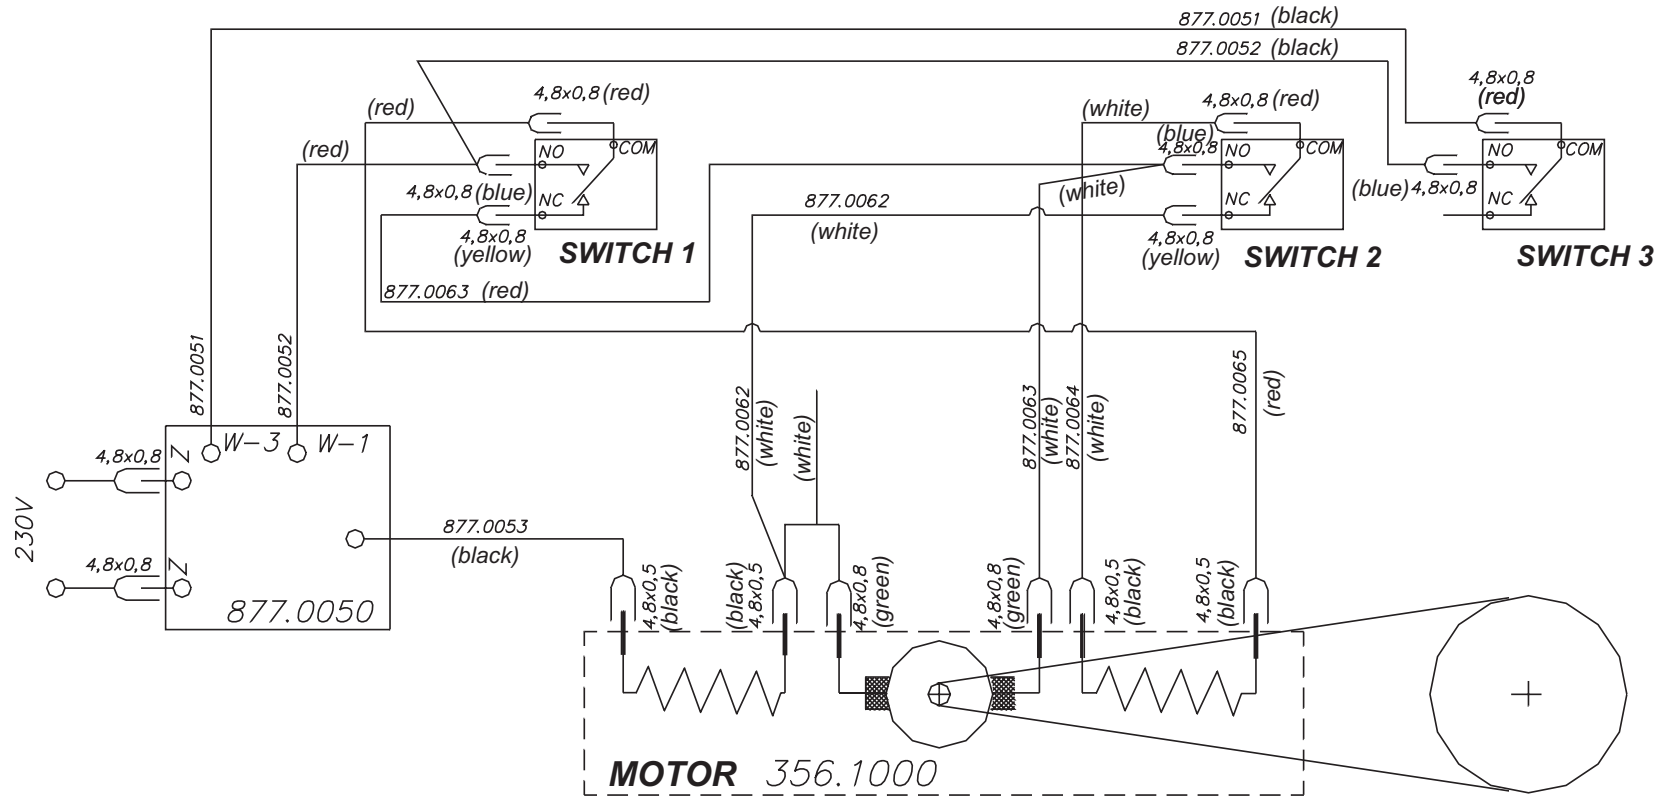 877.0051 (black)
877.0052 (black)
(red)
4,8x0,8 (red)
(white)
4,8x0,8 (red)
4,8x0,8
(red)
(red)
NO
COM
(blue)
4,8x0,8
NO
COM
NO
COM
4,8x0,8 (blue)
NC
(white)
NC
(blue) 4,8x0,8
NC
877.0062
(white)
4,8x0,8
(yellow)
SWITCH 1
4,8x0,8
(yellow)
SWITCH 2
SWITCH 3
877.0063 (red)
877.0051
877.0052
877.0062
(white)
(white)
877.0063
(white)
877.0064
(white)
877.0065
(red)
W-3
W-1
4,8x0,8
Z
230V
877.0053
(black)
4,8x0,8
Z
877.0050
4,8x0,5
(black)
(black)
4,8x0,5
4,8x0,8
(green)
4,8x0,8
(green)
4,8x0,5
(black)
4,8x0,5
(black)
MOTOR 356.1000